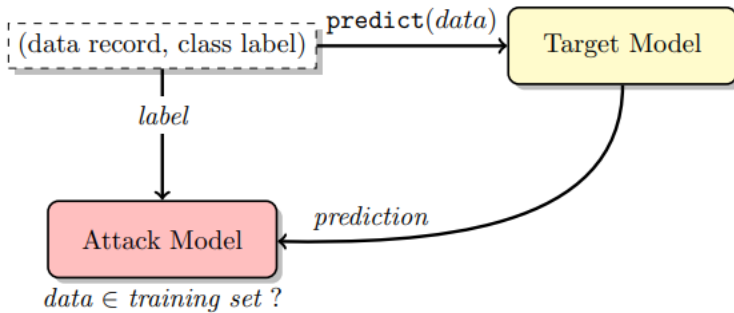 predict(data)
(data record, class label)
Target Model
label
prediction
Attack Model
data ∈ training set ?